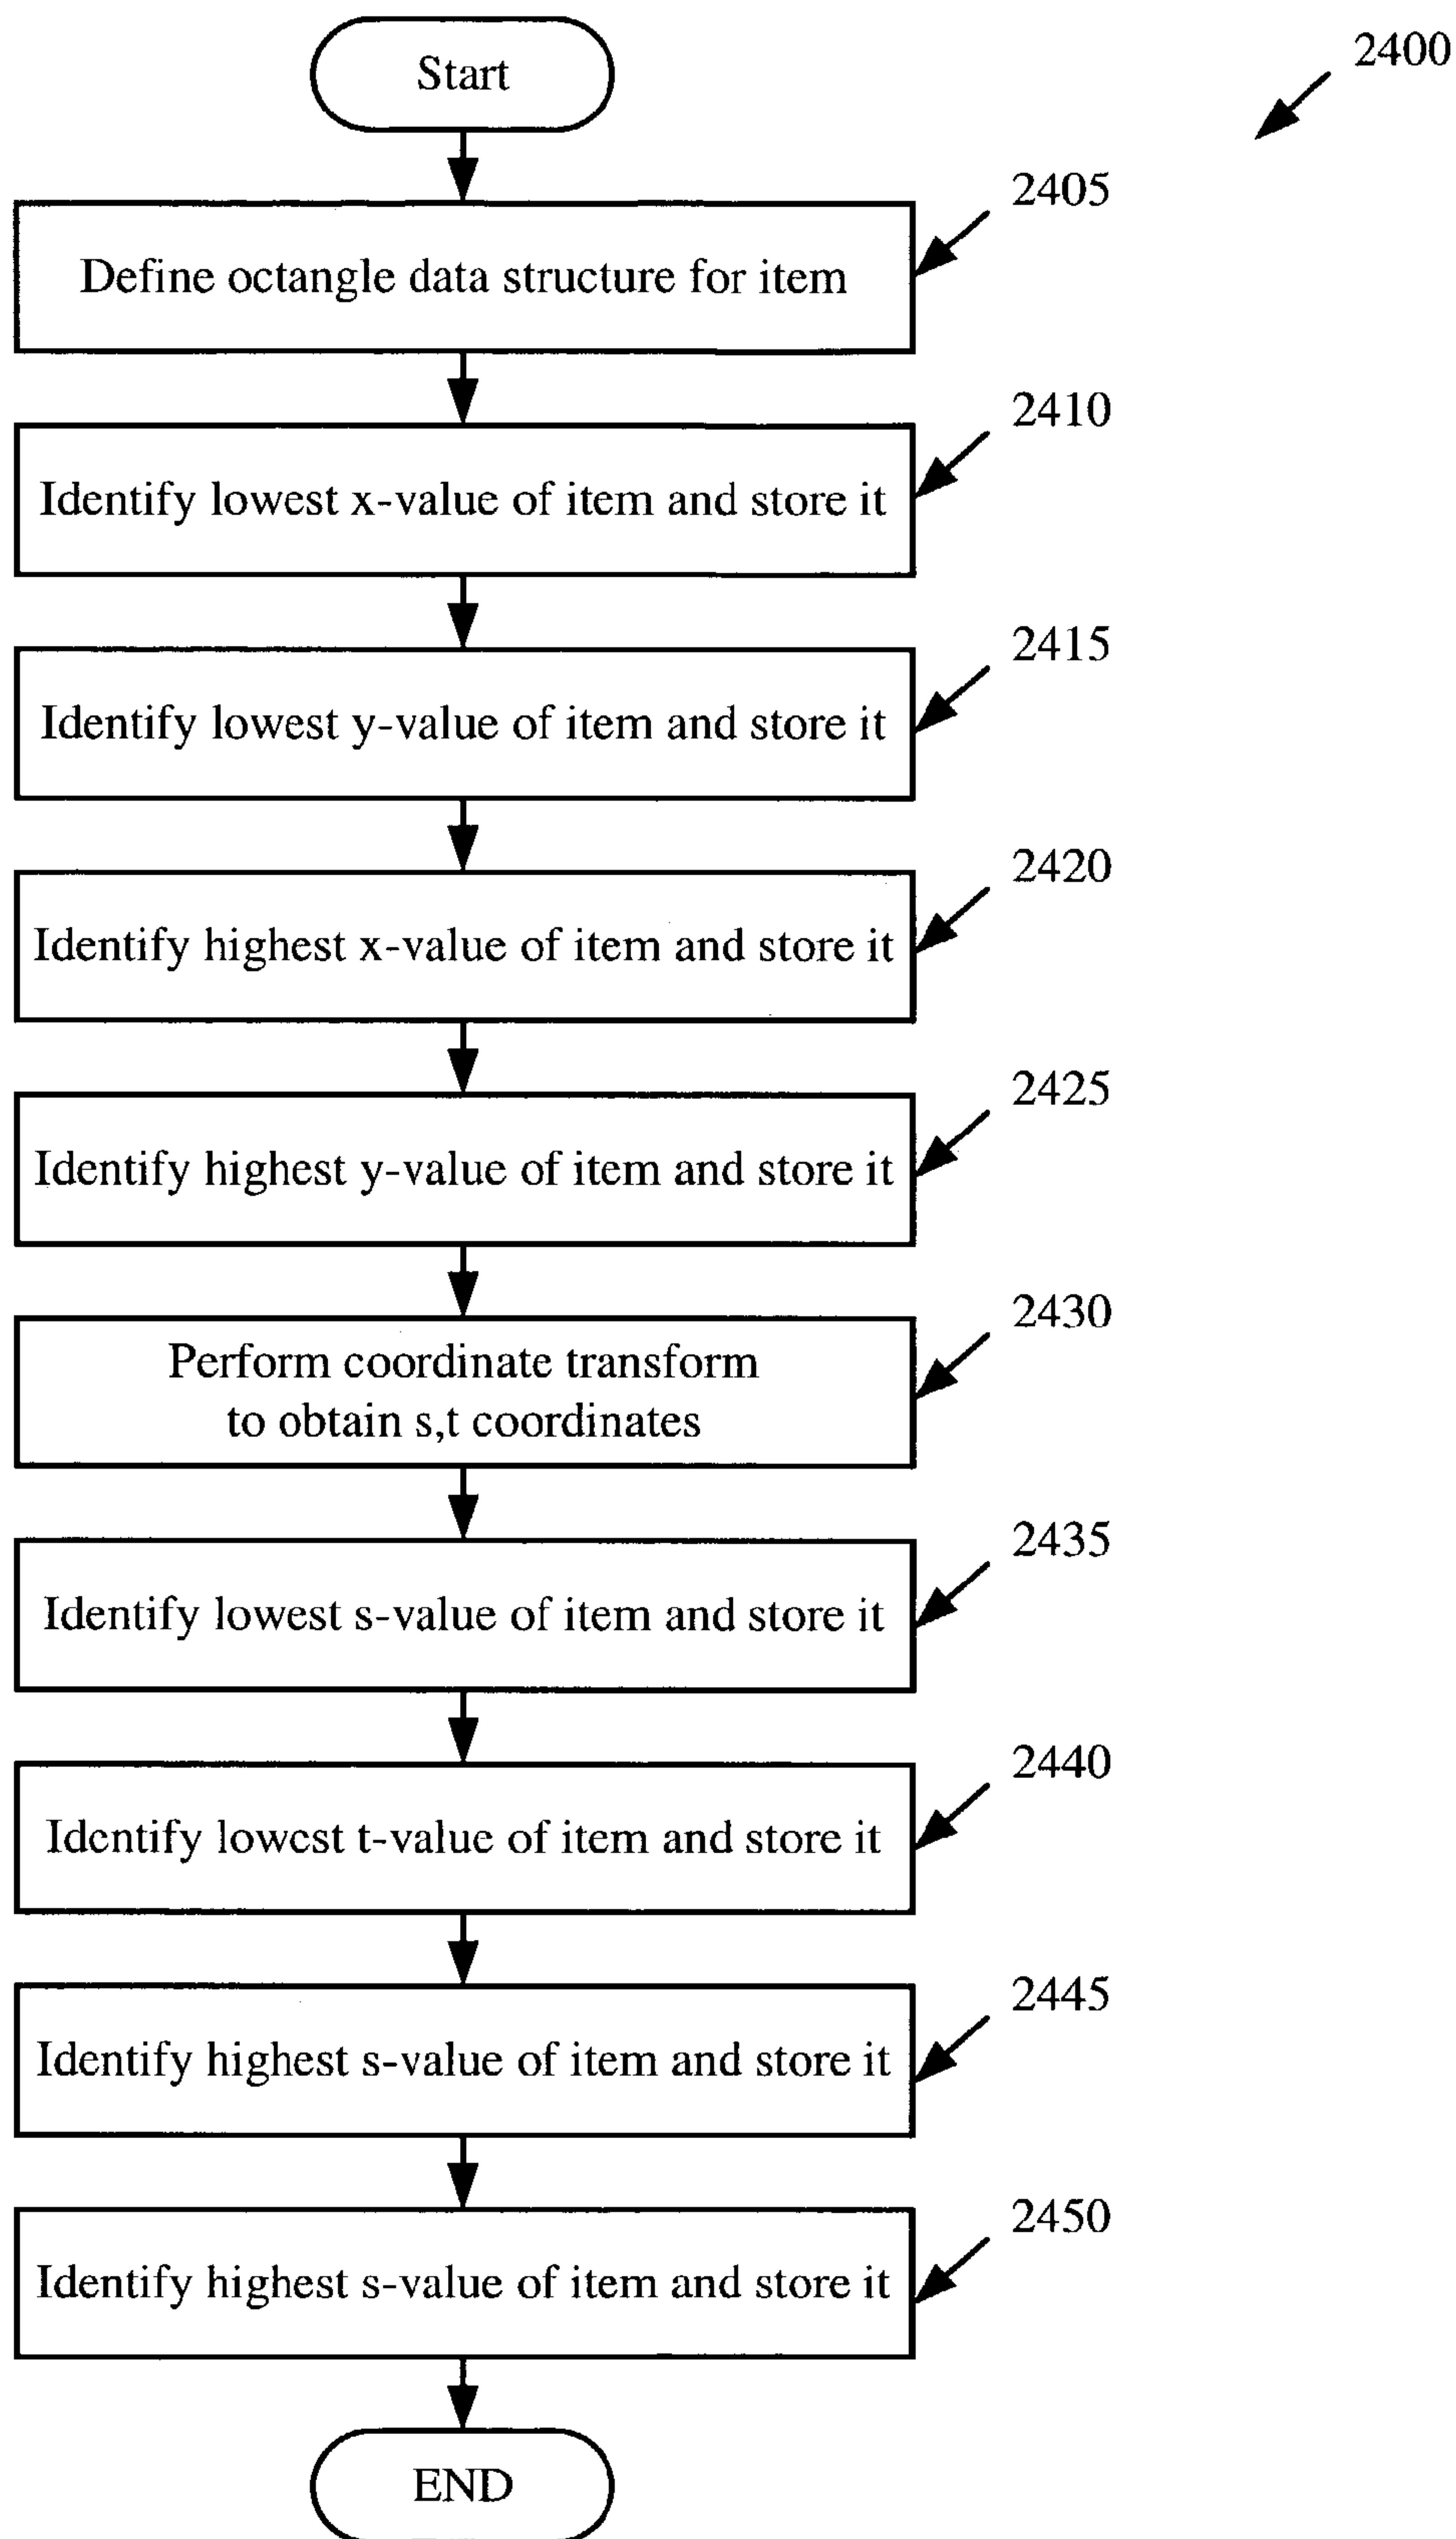 Start
2400
2405
Define octangle data structure for item
2410
Identify lowest x-value of item and store it
2415
Identify lowest y-value of item and store it
2420
Identify highest x-value of item and store it
2425
Identify highest y-value of item and store it
2430
Perform coordinate transform
to obtain s,t coordinates
2435
Identify lowest s-value of item and store it
2440
Identify lowest t-value of item and store it
2445
Identify highest s-value of item and store it
2450
Identify highest s-value of item and store it
END